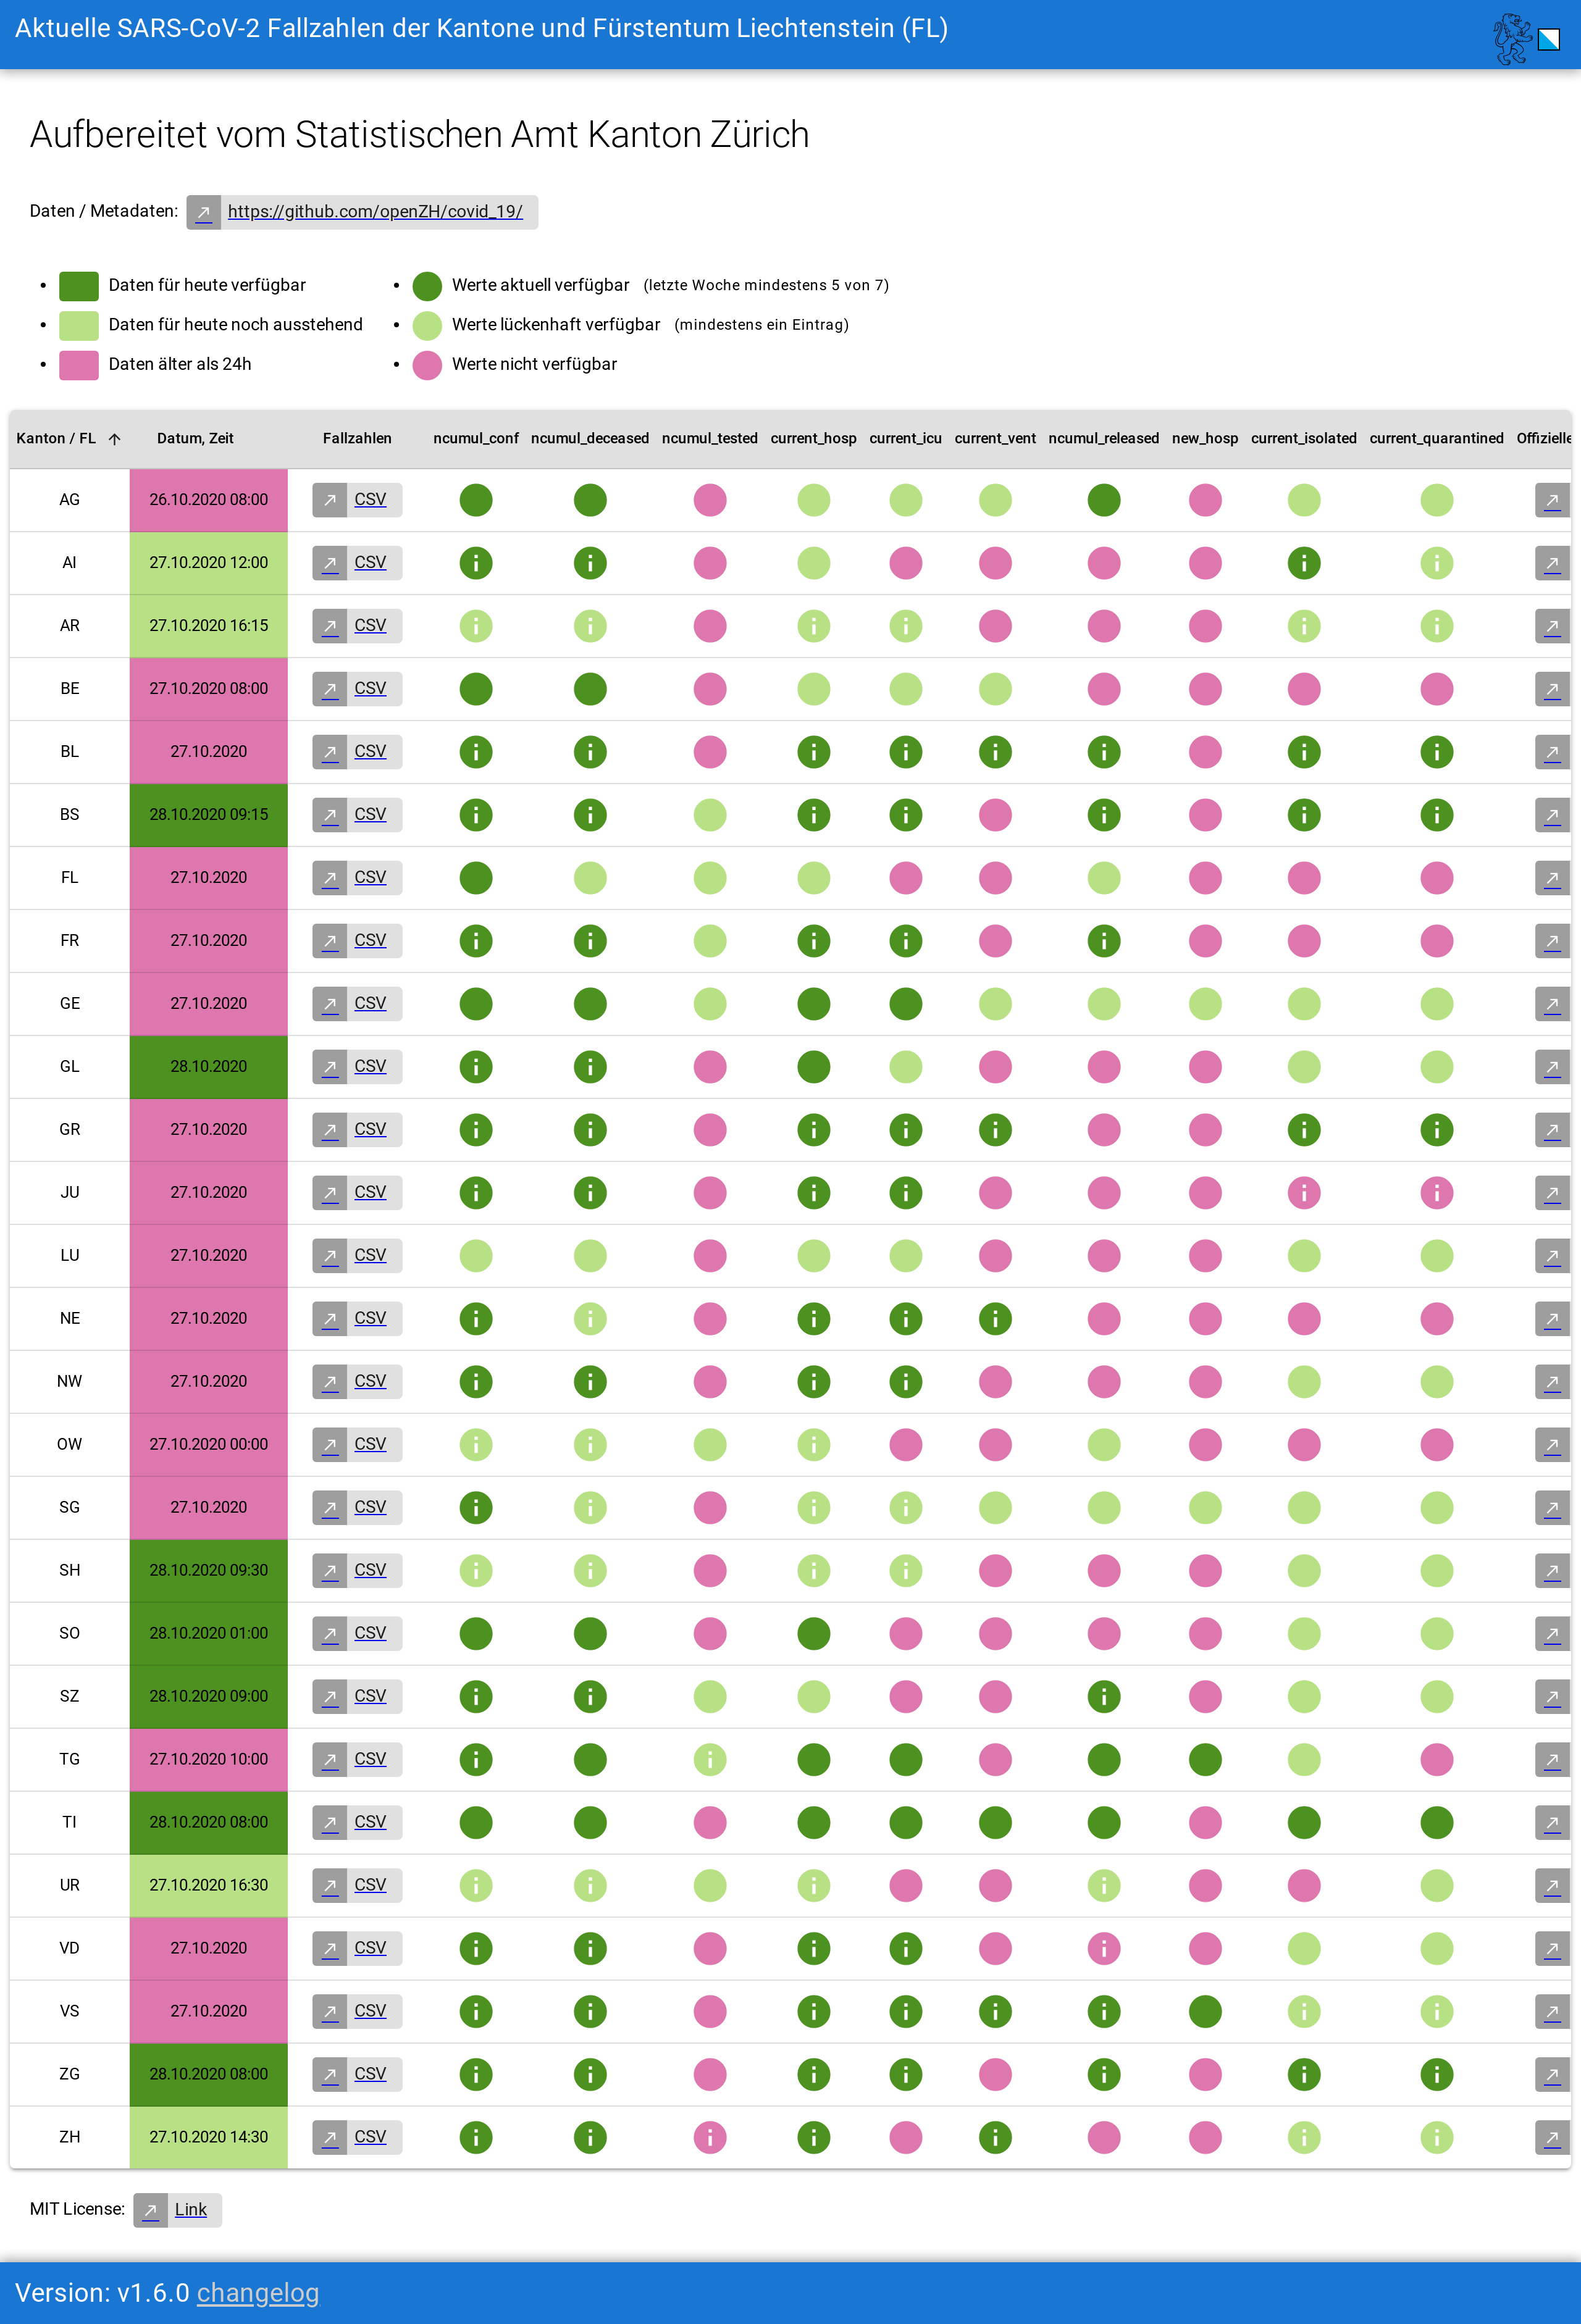 Aktuelle SARS-CoV-2 Fallzahlen der Kantone und Fürstentum Liechtenstein (FL)
Aufbereitet vom Statistischen Amt Kanton Zürich
Daten / Metadaten: https://github.com/openZH/covid_19/
Daten für heute verfügbar
Daten für heute noch ausstehend
Daten älter als 24h
Werte aktuell verfügbar (letzte Woche mindestens 5 von 7)
Werte lückenhaft verfügbar (mindestens ein Eintrag)
Werte nicht verfügbar
Kanton / FL Datum, Zeit Fallzahlen ncumul_conf ncumul_deceased ncumul_tested current_hosp current_icu current_vent ncumul_released new_hosp current_isolated current_quarantined Offizielle
AG 26.10.2020 08:00 CSV
AI 27.10.2020 12:00 CSV
AR 27.10.2020 16:15 CSV
BE 27.10.2020 08:00 CSV
BL 27.10.2020 CSV
BS 28.10.2020 09:15 CSV
FL 27.10.2020 CSV
FR 27.10.2020 CSV
GE 27.10.2020 CSV
GL 28.10.2020 CSV
GR 27.10.2020 CSV
JU 27.10.2020 CSV
LU 27.10.2020 CSV
NE 27.10.2020 CSV
NW 27.10.2020 CSV
OW 27.10.2020 00:00 CSV
SG 27.10.2020 CSV
SH 28.10.2020 09:30 CSV
SO 28.10.2020 01:00 CSV
SZ 28.10.2020 09:00 CSV
TG 27.10.2020 10:00 CSV
TI 28.10.2020 08:00 CSV
UR 27.10.2020 16:30 CSV
VD 27.10.2020 CSV
VS 27.10.2020 CSV
ZG 28.10.2020 08:00 CSV
ZH 27.10.2020 14:30 CSV
MIT License: Link
Version: v1.6.0 changelog